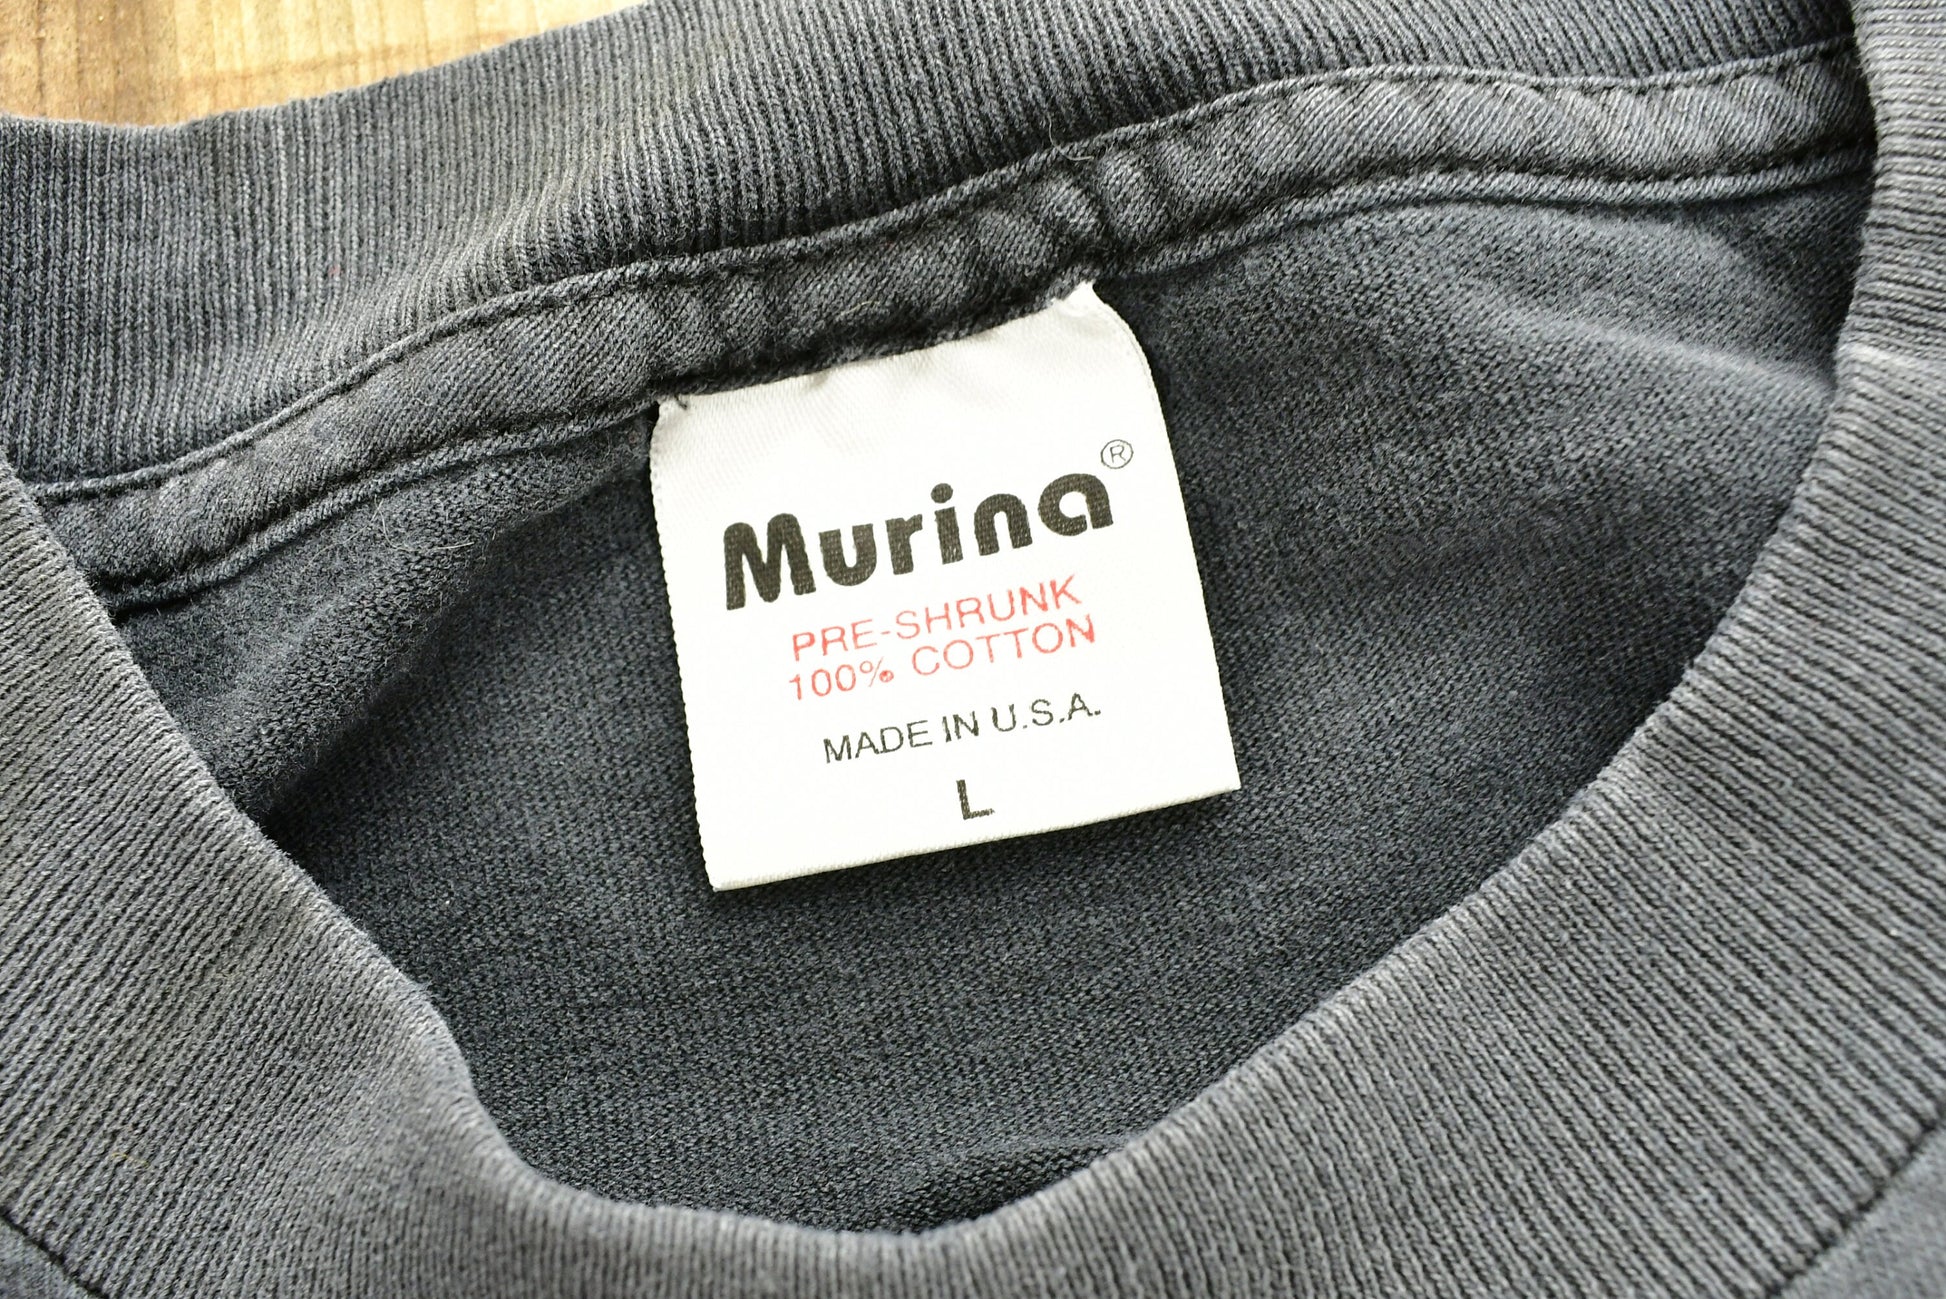 Murina®
PRE-SHRUNK
100% COTTON
MADE IN U.S.A.
L